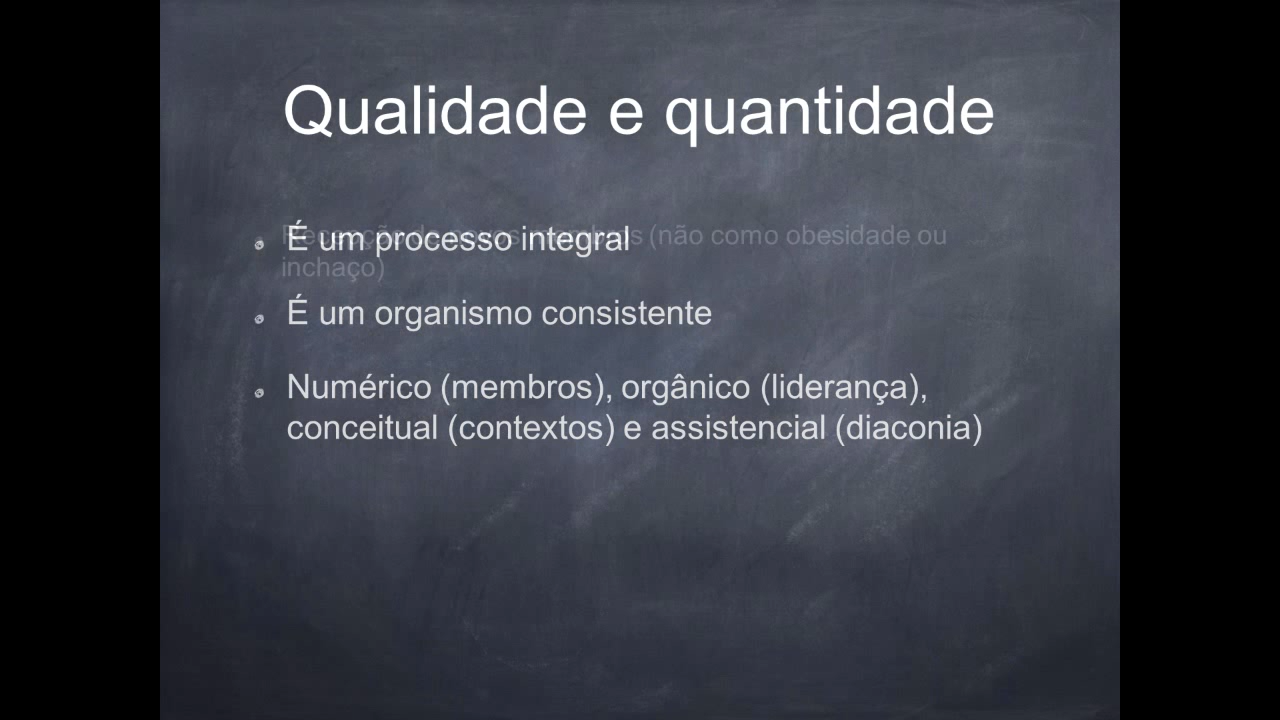 Qualidade e quantidade
É um processo integral
(não como obesidade ou
inchaço)
É um organismo consistente
Numérico (membros), orgânico (liderança),
conceitual (contextos) e assistencial (diaconia)